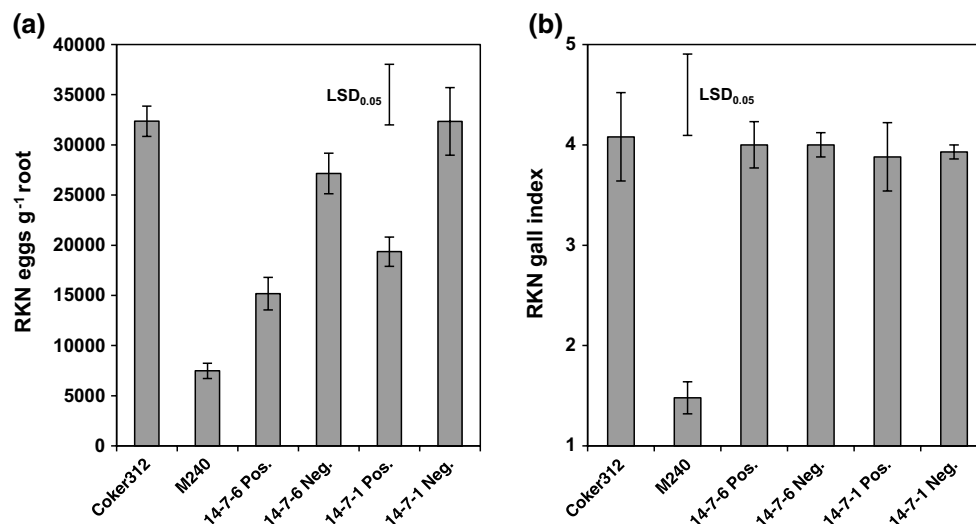 (a)
40000
35000
30000
25000
20000
15000
10000
5000
0
RKN eggs g⁻¹ root
LSD₀.₀₅
Coker312
M240
14-7-6 Pos.
14-7-6 Neg.
14-7-1 Pos.
14-7-1 Neg.
(b)
5
4
3
2
1
RKN gall index
LSD₀.₀₅
Coker312
M240
14-7-6 Pos.
14-7-6 Neg.
14-7-1 Pos.
14-7-1 Neg.